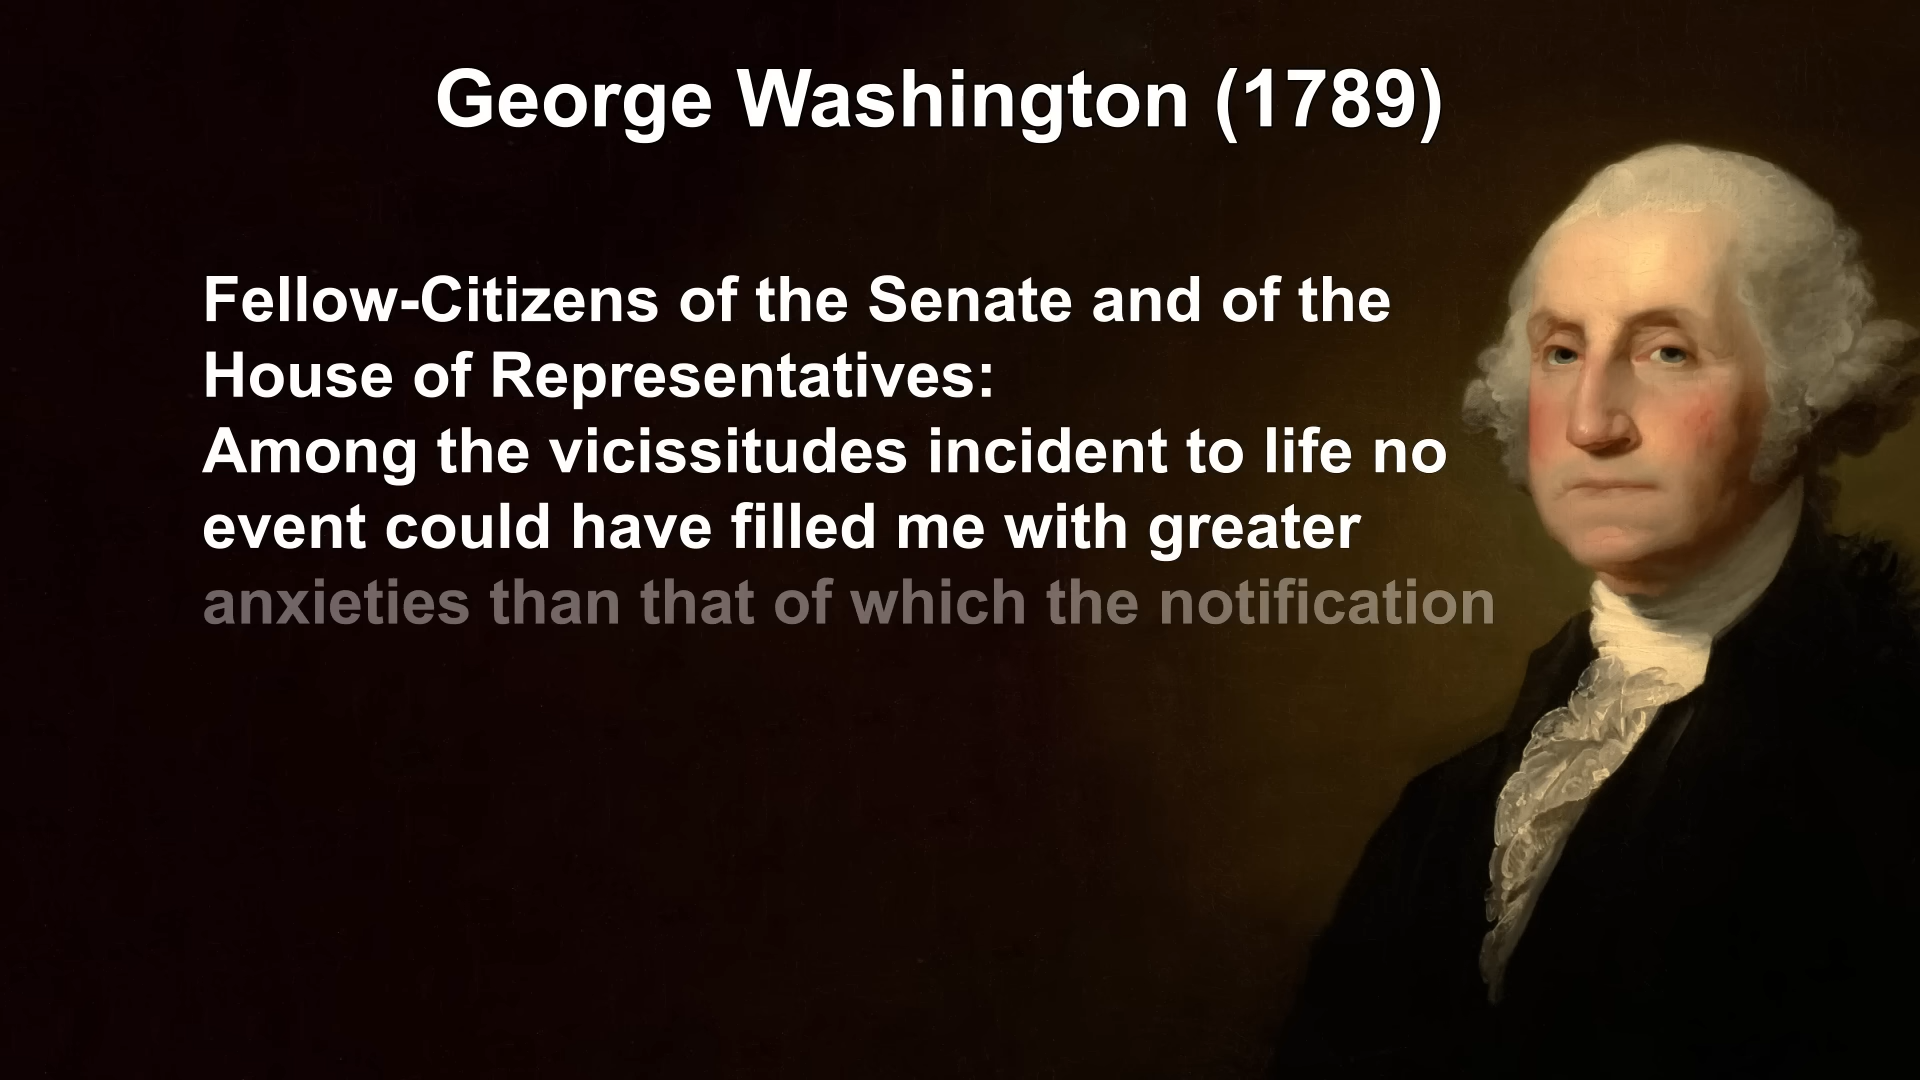 George Washington (1789)
Fellow-Citizens of the Senate and of the
House of Representatives:
Among the vicissitudes incident to life no
event could have filled me with greater
anxieties than that of which the notification